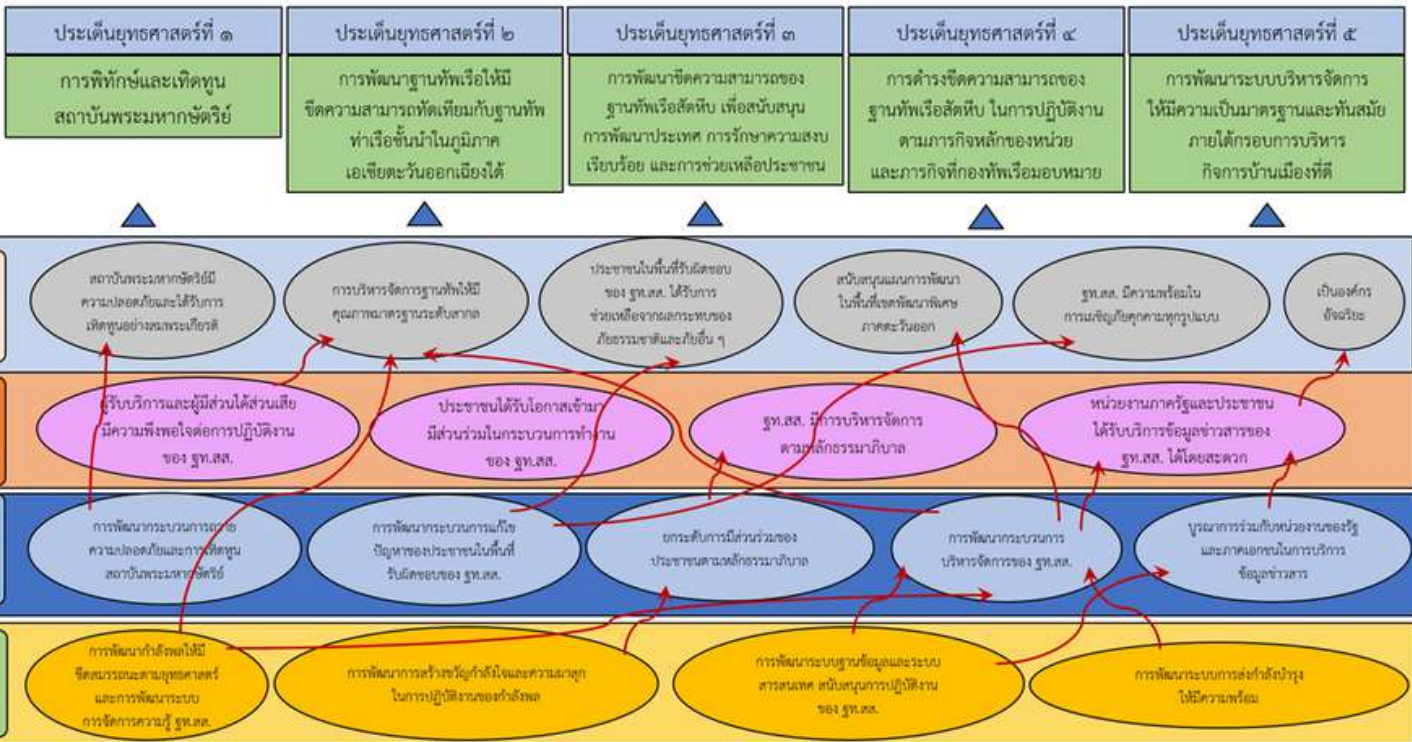 ประเด็นยุทธศาสตร์ที่ ๑
ประเด็นยุทธศาสตร์ที่ ๒
ประเด็นยุทธศาสตร์ที่ ๓
ประเด็นยุทธศาสตร์ที่ ๔
ประเด็นยุทธศาสตร์ที่ ๕
การพิทักษ์และเทิดทูน
สถาบันพระมหากษัตริย์
การพัฒนาฐานทัพเรือให้มี
ขีดความสามารถทัดเทียมกับฐานทัพ
ท่าเรือชั้นนำในภูมิภาค
เอเชียตะวันออกเฉียงใต้
การพัฒนาขีดความสามารถของ
ฐานทัพเรือสัตหีบ เพื่อสนับสนุน
การพัฒนาประเทศ การรักษาความสงบ
เรียบร้อย และการช่วยเหลือประชาชน
การดำรงขีดความสามารถของ
ฐานทัพเรือสัตหีบ ในการปฏิบัติงาน
ตามภารกิจหลักของหน่วย
และภารกิจที่กองทัพเรือมอบหมาย
การพัฒนาระบบบริหารจัดการ
ให้มีความเป็นมาตรฐานและทันสมัย
ภายใต้กรอบการบริหาร
กิจการบ้านเมืองที่ดี
สถาบันพระมหากษัตริย์มี
ความปลอดภัยและได้รับการ
เทิดทูนอย่างสมพระเกียรติ
การบริหารจัดการฐานทัพให้มี
คุณภาพมาตรฐานระดับสากล
ประชาชนในพื้นที่รับผิดชอบ
ของ ฐท.สส. ได้รับการ
ช่วยเหลือจากผลกระทบของ
ภัยธรรมชาติและภัยอื่น ๆ
สนับสนุนแผนการพัฒนา
ในพื้นที่เขตพัฒนาพิเศษ
ภาคตะวันออก
ฐท.สส. มีความพร้อมใน
การเผชิญภัยคุกคามทุกรูปแบบ
เป็นองค์กร
อัจฉริยะ
ผู้รับบริการและผู้มีส่วนได้ส่วนเสีย
มีความพึงพอใจต่อการปฏิบัติงาน
ของ ฐท.สส.
ประชาชนได้รับโอกาสเข้ามา
มีส่วนร่วมในกระบวนการทำงาน
ของ ฐท.สส.
ฐท.สส. มีการบริหารจัดการ
ตามหลักธรรมาภิบาล
หน่วยงานภาครัฐและประชาชน
ได้รับบริการข้อมูลข่าวสารของ
ฐท.สส. ได้โดยสะดวก
การพัฒนากระบวนการถวาย
ความปลอดภัยและการเทิดทูน
สถาบันพระมหากษัตริย์
การพัฒนากระบวนการแก้ไข
ปัญหาของประชาชนในพื้นที่
รับผิดชอบของ ฐท.สส.
ยกระดับการมีส่วนร่วมของ
ประชาชนตามหลักธรรมาภิบาล
การพัฒนากระบวนการ
บริหารจัดการของ ฐท.สส.
บูรณาการร่วมกับหน่วยงานของรัฐ
และภาคเอกชนในการบริการ
ข้อมูลข่าวสาร
การพัฒนากำลังพลให้มี
ขีดสมรรถนะตามยุทธศาสตร์
และการพัฒนาระบบ
การจัดการความรู้ ฐท.สส.
การพัฒนาการสร้างขวัญกำลังใจและความผาสุก
ในการปฏิบัติงานของกำลังพล
การพัฒนาระบบฐานข้อมูลและระบบ
สารสนเทศ สนับสนุนการปฏิบัติงาน
ของ ฐท.สส.
การพัฒนาระบบการส่งกำลังบำรุง
ให้มีความพร้อม